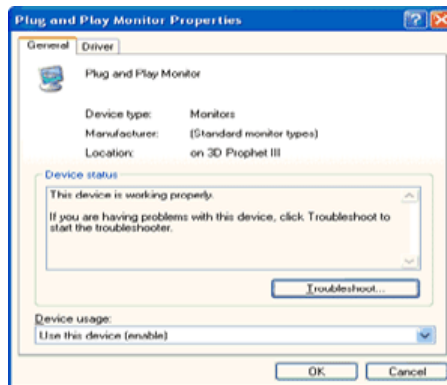 Plug and Play Monitor Properties
General Driver
Plug and Play Monitor
Device type: Monitors
Manufacturer: (Standard monitor types)
Location: on 3D Prophet III
Device status
This device is working properly.
If you are having problems with this device, click Troubleshoot to
start the troubleshooter.
Troubleshoot...
Device usage:
Use this device (enable)
OK Cancel